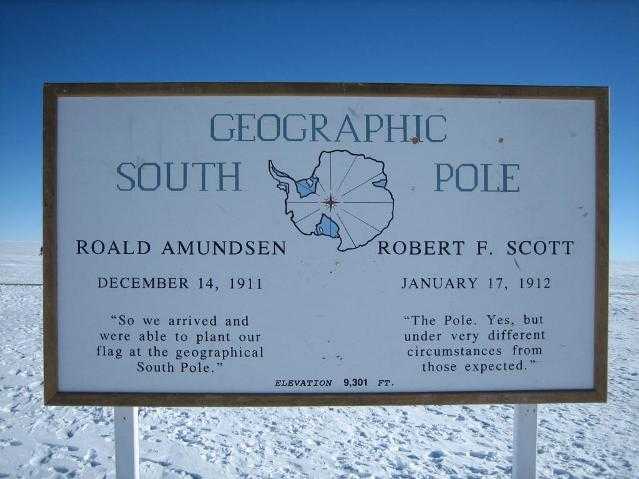 GEOGRAPHIC
SOUTH POLE
ROALD AMUNDSEN
DECEMBER 14, 1911
"So we arrived and
were able to plant our
flag at the geographical
South Pole."
ROBERT F. SCOTT
JANUARY 17, 1912
"The Pole. Yes, but
under very different
circumstances from
those expected."
ELEVATION 9,301 FT.